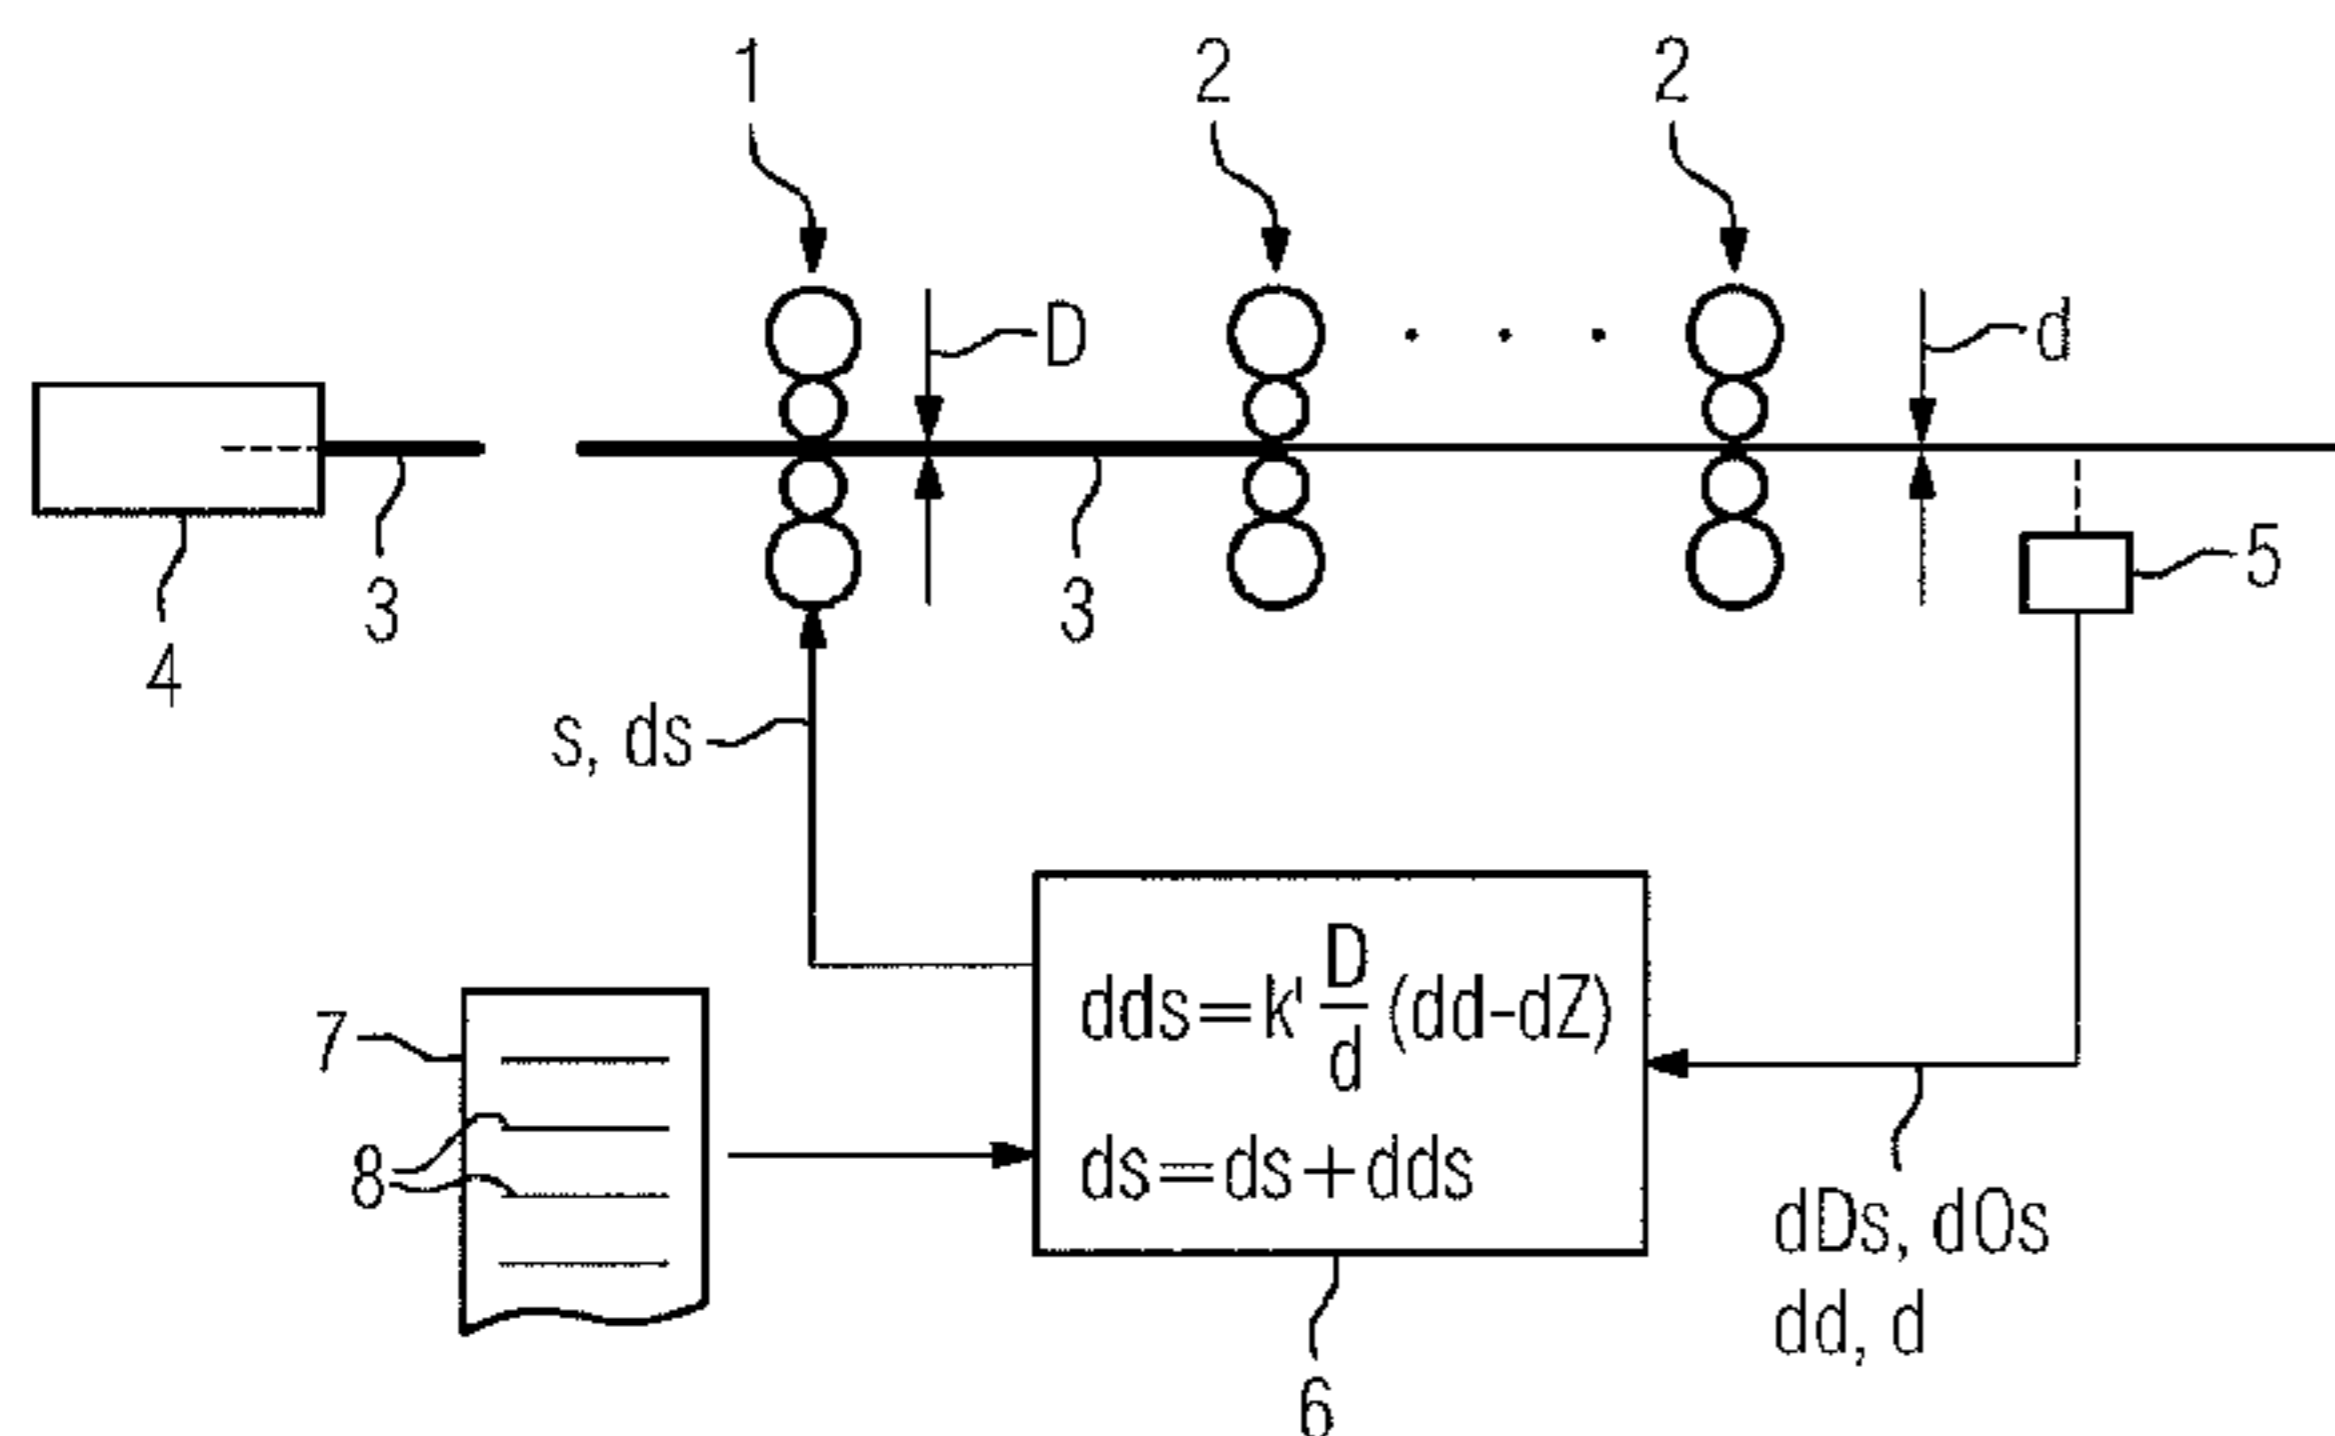 1
2
2
D
d
3
3
4
5
s, ds
dds=k' D/d (dd-dZ)
ds=ds+dds
7
8
dDs, dOs
dd, d
6